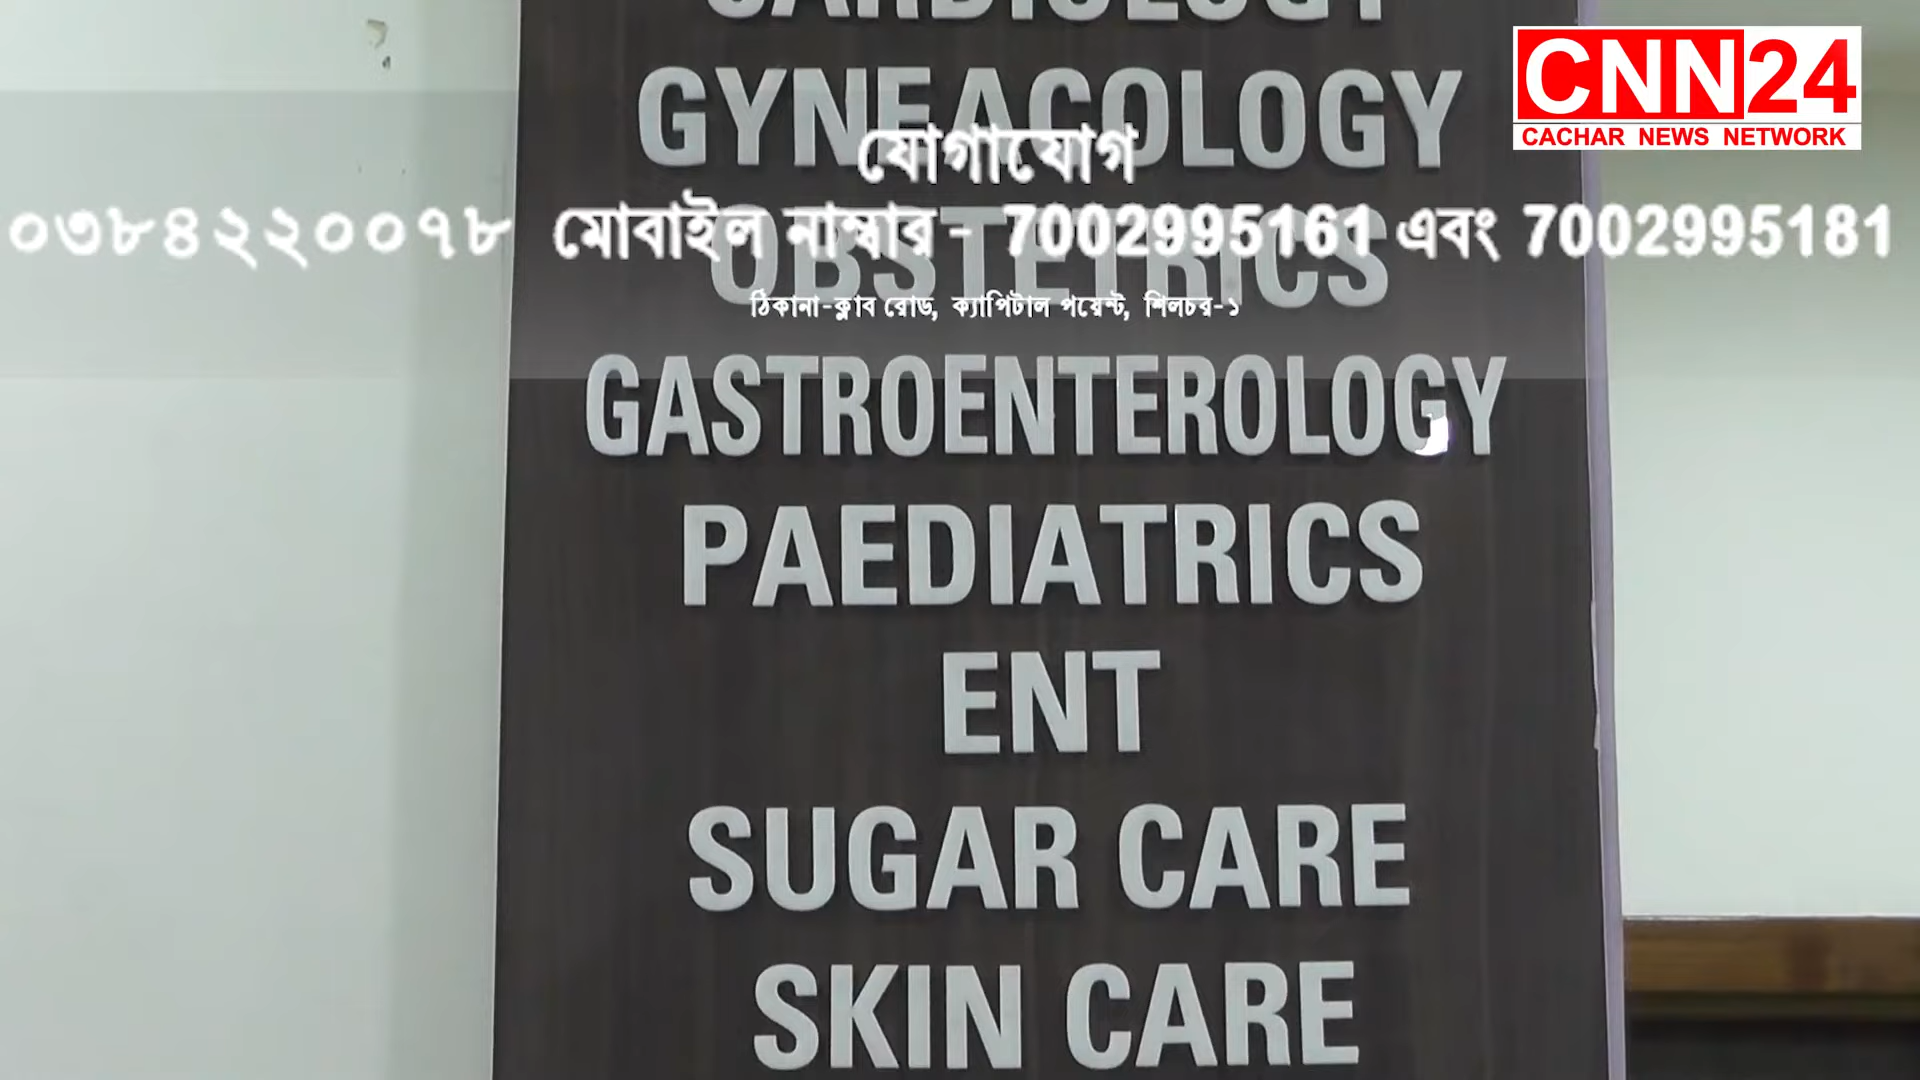 CARDIOLOGY
CNN24
CACHAR NEWS NETWORK
GYNEACOLOGY
যোগাযোগ
০৩৮৪২২০০৭৮ মোবাইল নাম্বার - 7002995161 এবং 7002995181
OBSTETRICS
ঠিকানা-ক্লাব রোড, ক্যাপিটাল পয়েন্ট, শিলচর-১
GASTROENTEROLOGY
PAEDIATRICS
ENT
SUGAR CARE
SKIN CARE